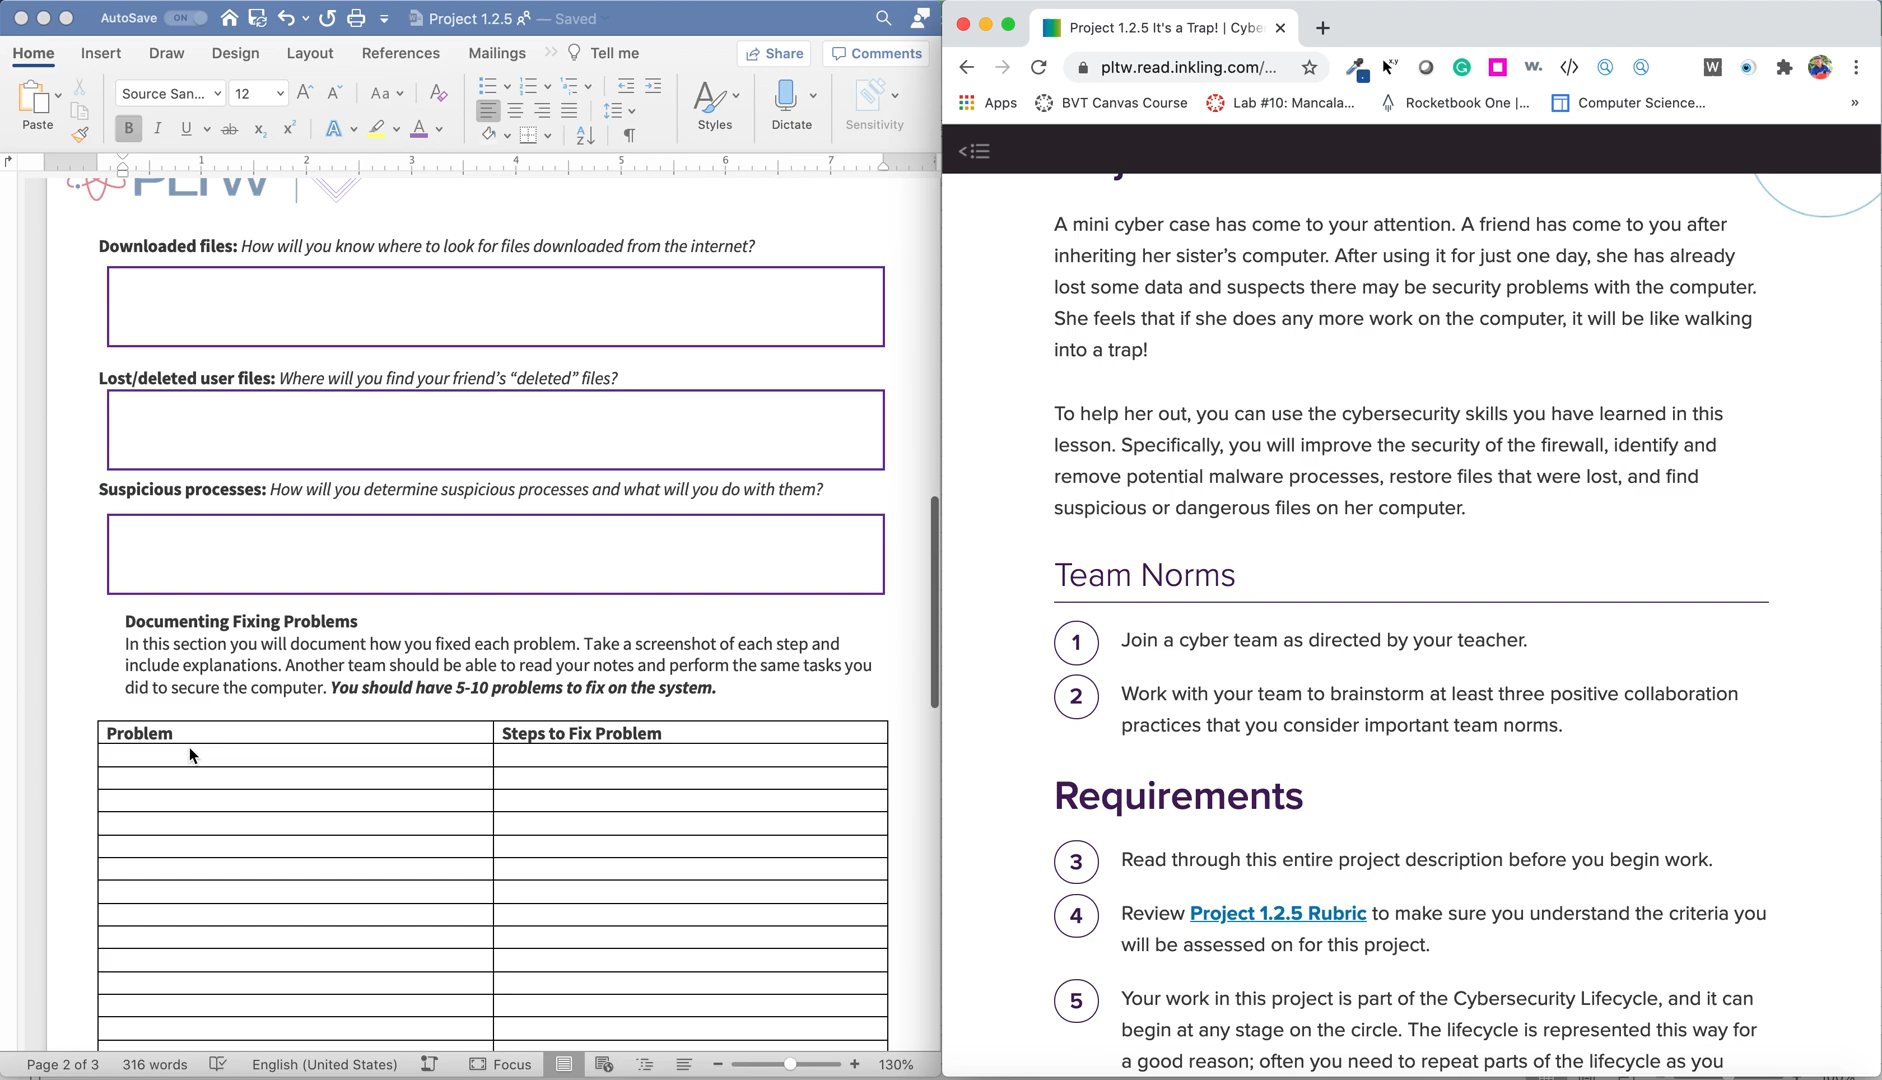 AutoSave ON Project 1.2.5 — Saved
Home Insert Draw Design Layout References Mailings Tell me Share Comments
Paste Source San... 12 Aa Styles Dictate Sensitivity
B I U ab x₂ x² A A
1 2 3 4 5 6 7
PLTW
Downloaded files: How will you know where to look for files downloaded from the internet?
Lost/deleted user files: Where will you find your friend's “deleted” files?
Suspicious processes: How will you determine suspicious processes and what will you do with them?
Documenting Fixing Problems
In this section you will document how you fixed each problem. Take a screenshot of each step and
include explanations. Another team should be able to read your notes and perform the same tasks you
did to secure the computer. You should have 5-10 problems to fix on the system.
Problem Steps to Fix Problem
Page 2 of 3 316 words English (United States) Focus 130%
Project 1.2.5 It's a Trap! | Cybe
pltw.read.inkling.com/...
Apps BVT Canvas Course Lab #10: Mancala... Rocketbook One |... Computer Science... »
A mini cyber case has come to your attention. A friend has come to you after
inheriting her sister’s computer. After using it for just one day, she has already
lost some data and suspects there may be security problems with the computer.
She feels that if she does any more work on the computer, it will be like walking
into a trap!
To help her out, you can use the cybersecurity skills you have learned in this
lesson. Specifically, you will improve the security of the firewall, identify and
remove potential malware processes, restore files that were lost, and find
suspicious or dangerous files on her computer.
Team Norms
1 Join a cyber team as directed by your teacher.
2 Work with your team to brainstorm at least three positive collaboration
practices that you consider important team norms.
Requirements
3 Read through this entire project description before you begin work.
4 Review Project 1.2.5 Rubric to make sure you understand the criteria you
will be assessed on for this project.
5 Your work in this project is part of the Cybersecurity Lifecycle, and it can
begin at any stage on the circle. The lifecycle is represented this way for
a good reason; often you need to repeat parts of the lifecycle as you